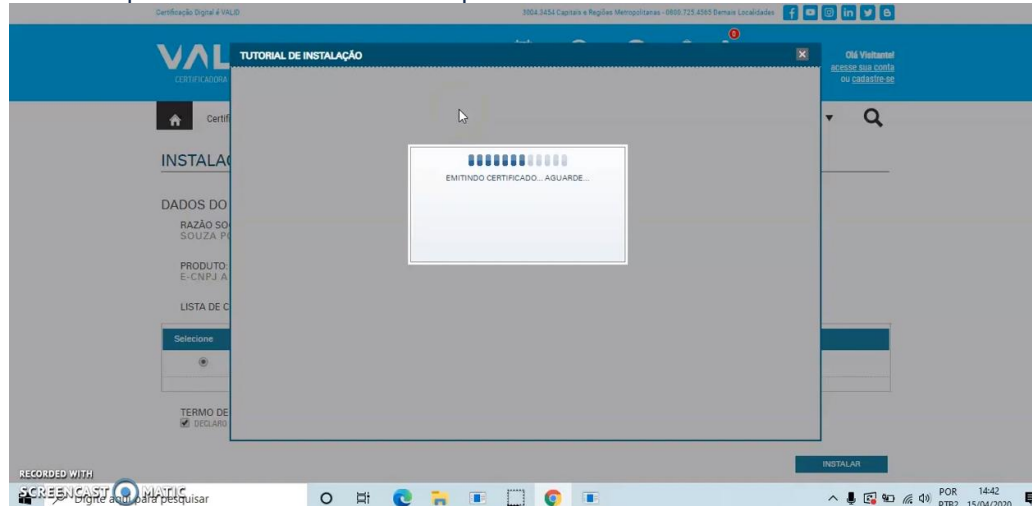 Certificação Digital é VALID
3004.3454 Capitais e Regiões Metropolitanas - 0800.725.4565 Demais Localidades
VAL
CERTIFICADORA
0
Olá Visitante!
acesse sua conta
ou cadastre-se
TUTORIAL DE INSTALAÇÃO
Certifi
INSTALAÇ
EMITINDO CERTIFICADO... AGUARDE...
DADOS DO
RAZÃO SO
SOUZA P
PRODUTO:
E-CNPJ A
LISTA DE C
Selecione
TERMO DE
DECLARO
INSTALAR
RECORDED WITH
SCREENCAST MATIC
Digite aqui para pesquisar
POR 14:42
PTB2 15/04/2020